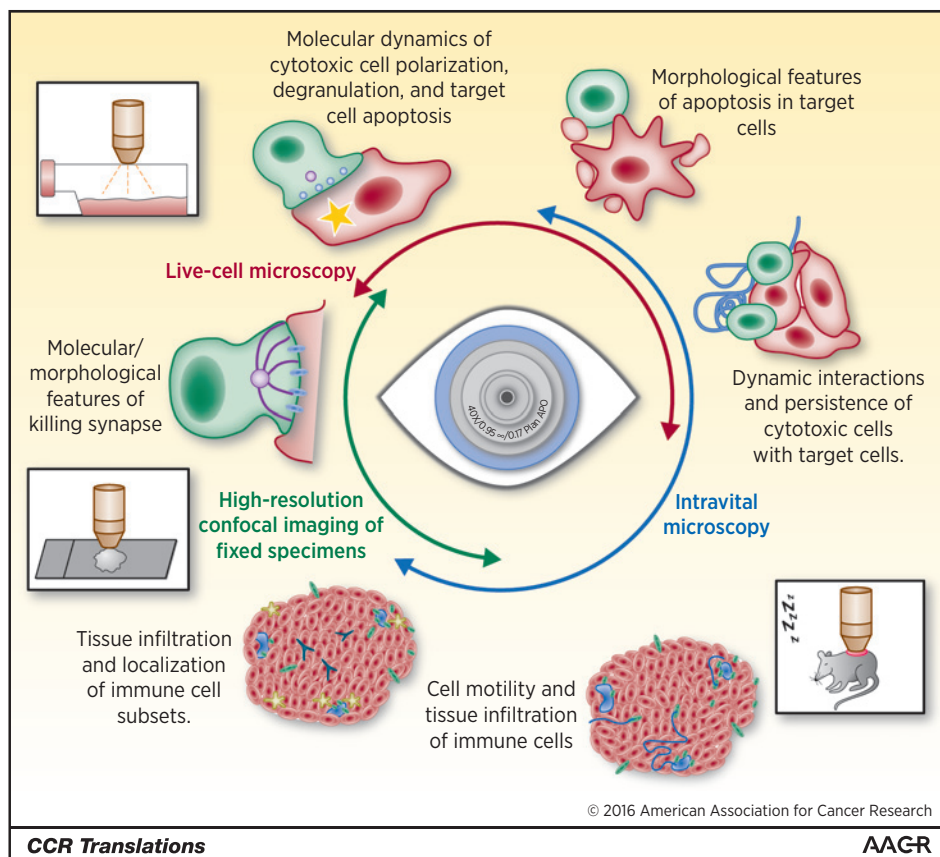 Molecular dynamics of
cytotoxic cell polarization,
degranulation, and target
cell apoptosis
Morphological features
of apoptosis in target
cells
Live-cell microscopy
Molecular/
morphological
features of
killing synapse
40X/0.95 ∞/0.17 Plan APO
Dynamic interactions
and persistence of
cytotoxic cells
with target cells.
High-resolution
confocal imaging of
fixed specimens
Intravital
microscopy
z Z Z Z
Tissue infiltration
and localization
of immune cell
subsets.
Cell motility and
tissue infiltration
of immune cells
© 2016 American Association for Cancer Research
CCR Translations
AACR